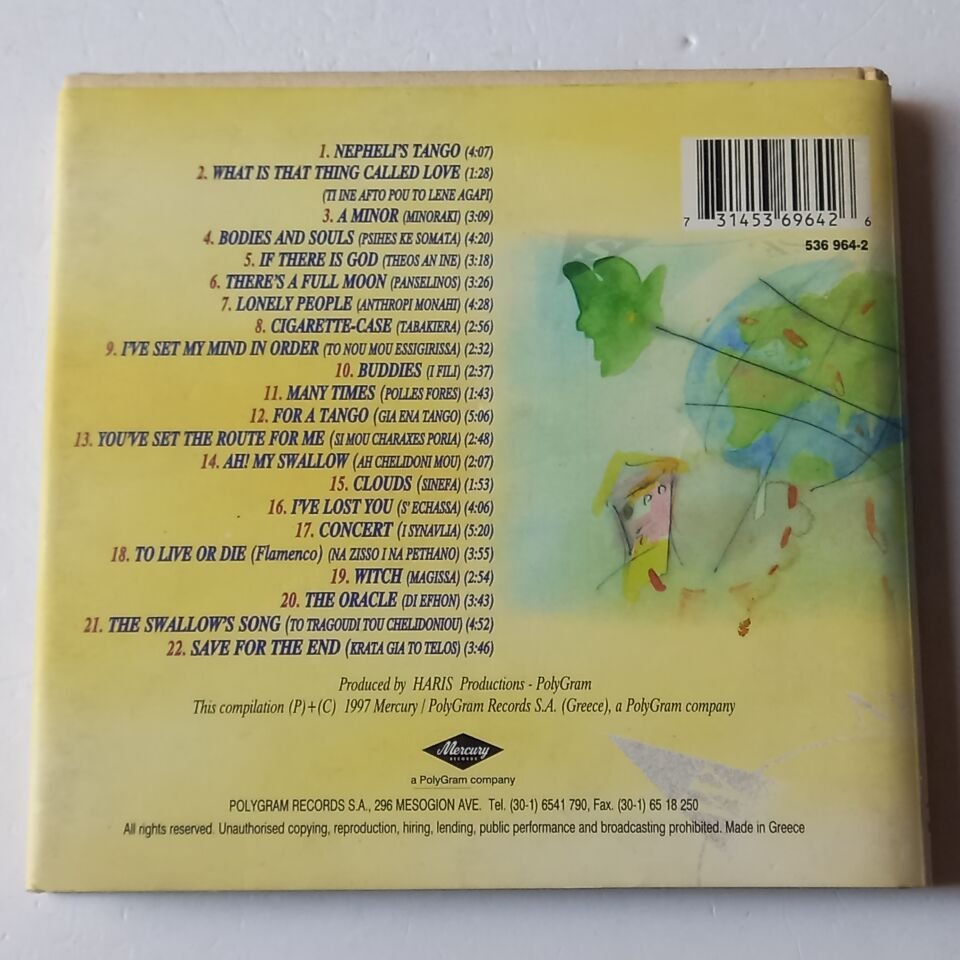 1. NEPHELI'S TANGO (4:07)
2. WHAT IS THAT THING CALLED LOVE (1:28)
(TI INE AFTO POU TO LENE AGAPI)
3. A MINOR (MINORAKI) (3:09)
4. BODIES AND SOULS (PSIHES KE SOMATA) (4:20)
5. IF THERE IS GOD (THEOS AN INE) (3:18)
6. THERE'S A FULL MOON (PANSELINOS) (3:26)
7. LONELY PEOPLE (ANTHROPI MONAHI) (4:28)
8. CIGARETTE-CASE (TABAKIERA) (2:56)
9. I'VE SET MY MIND IN ORDER (TO NOU MOU ESSIGIRISSA) (2:32)
10. BUDDIES (I FILI) (2:37)
11. MANY TIMES (POLLES FORES) (1:43)
12. FOR A TANGO (GIA ENA TANGO) (5:06)
13. YOU'VE SET THE ROUTE FOR ME (SI MOU CHARAXES PORIA) (2:48)
14. AH! MY SWALLOW (AH CHELIDONI MOU) (2:07)
15. CLOUDS (SINEFA) (1:53)
16. I'VE LOST YOU (S' ECHASSA) (4:06)
17. CONCERT (I SYNAVLIA) (5:20)
18. TO LIVE OR DIE (Flamenco) (NA ZISSO I NA PETHANO) (3:55)
19. WITCH (MAGISSA) (2:54)
20. THE ORACLE (DI EFHON) (3:43)
21. THE SWALLOW'S SONG (TO TRAGOUDI TOU CHELIDONIOU) (4:52)
22. SAVE FOR THE END (KRATA GIA TO TELOS) (3:46)
7 31453 69642 6
536 964-2
Produced by HARIS Productions - PolyGram
This compilation (P)+(C) 1997 Mercury / PolyGram Records S.A. (Greece), a PolyGram company
Mercury
RECORDS
a PolyGram company
POLYGRAM RECORDS S.A., 296 MESOGION AVE. Tel. (30-1) 6541 790, Fax. (30-1) 65 18 250
All rights reserved. Unauthorised copying, reproduction, hiring, lending, public performance and broadcasting prohibited. Made in Greece